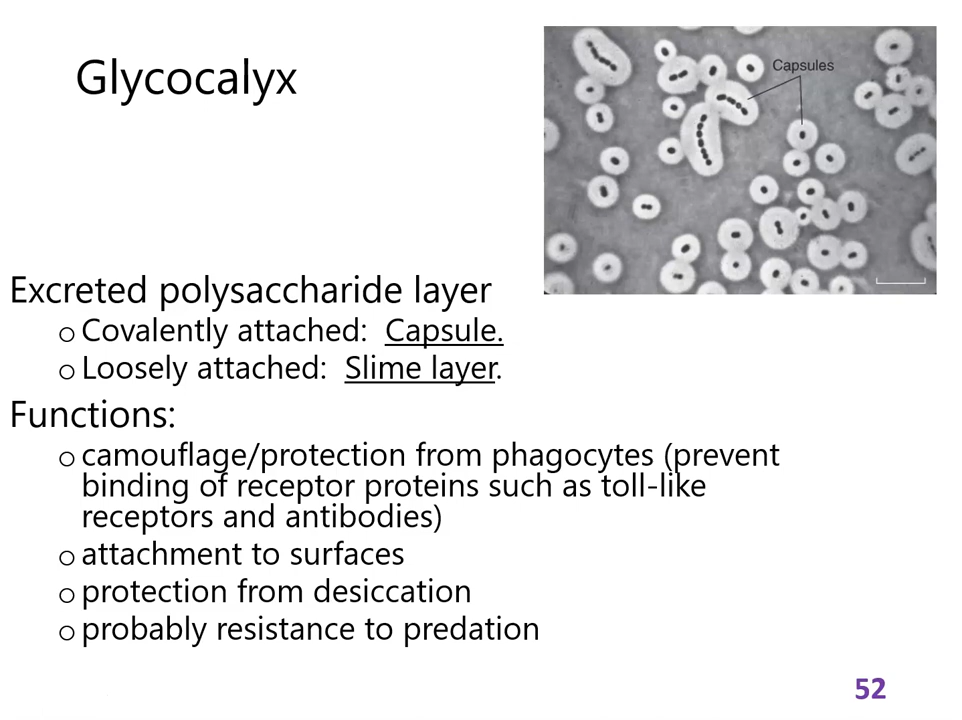 Glycocalyx
Capsules
Excreted polysaccharide layer
o Covalently attached:  Capsule.
o Loosely attached:  Slime layer.
Functions:
o camouflage/protection from phagocytes (prevent
binding of receptor proteins such as toll-like
receptors and antibodies)
o attachment to surfaces
o protection from desiccation
o probably resistance to predation
52